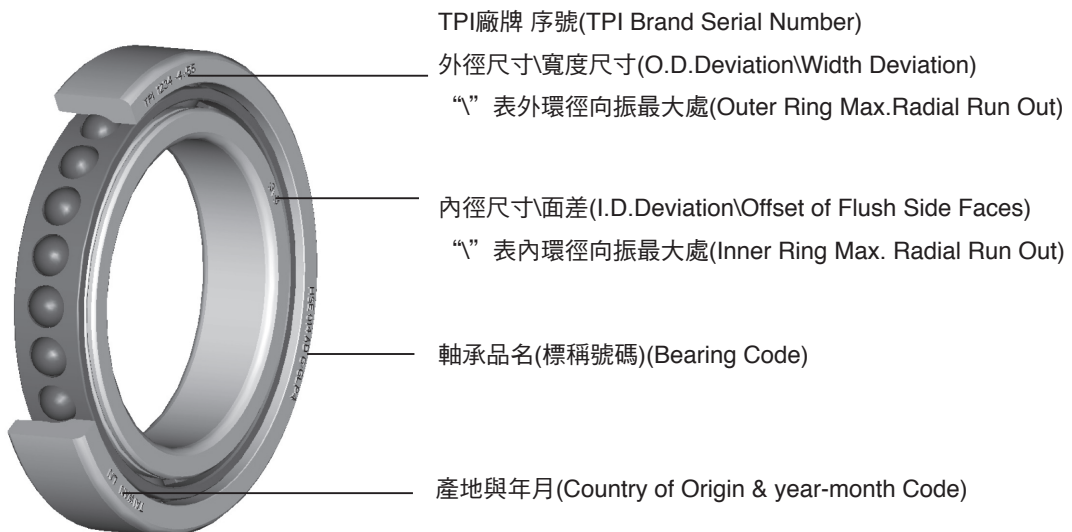 TPI廠牌 序號(TPI Brand Serial Number)
外徑尺寸\寬度尺寸(O.D.Deviation\Width Deviation)
“\”表外環徑向振最大處(Outer Ring Max.Radial Run Out)
內徑尺寸\面差(I.D.Deviation\Offset of Flush Side Faces)
“\”表內環徑向振最大處(Inner Ring Max. Radial Run Out)
軸承品名(標稱號碼)(Bearing Code)
產地與年月(Country of Origin & year-month Code)
TPI 1234
TAIWAN